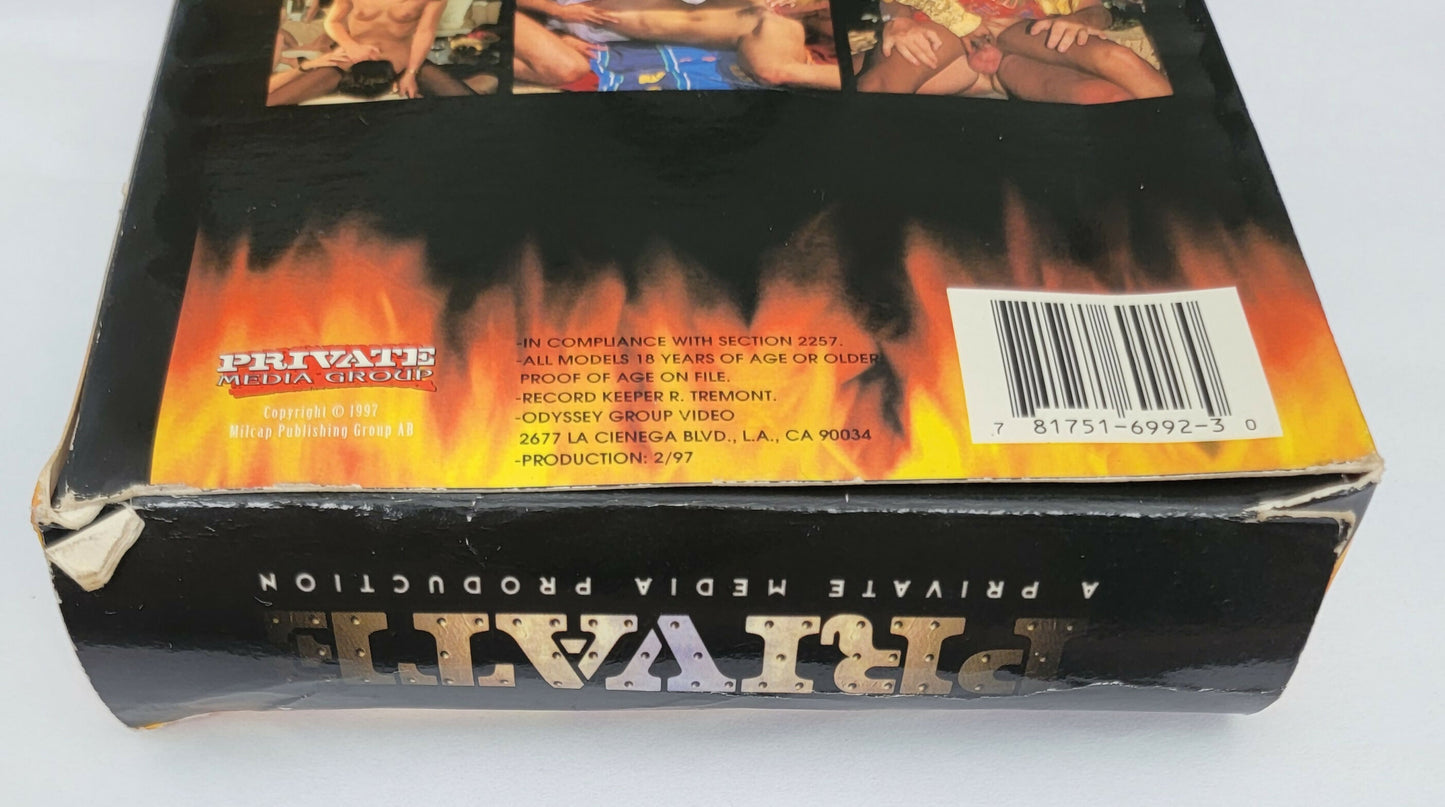 PRIVATE
MEDIA GROUP
Copyright © 1997
Milcap Publishing Group AB
-IN COMPLIANCE WITH SECTION 2257.
-ALL MODELS 18 YEARS OF AGE OR OLDER
PROOF OF AGE ON FILE.
-RECORD KEEPER R. TREMONT.
-ODYSSEY GROUP VIDEO
2677 LA CIENEGA BLVD., L.A., CA 90034
-PRODUCTION: 2/97
7 81751-6992-3 0
A PRIVATE MEDIA PRODUCTION
PRIVATE